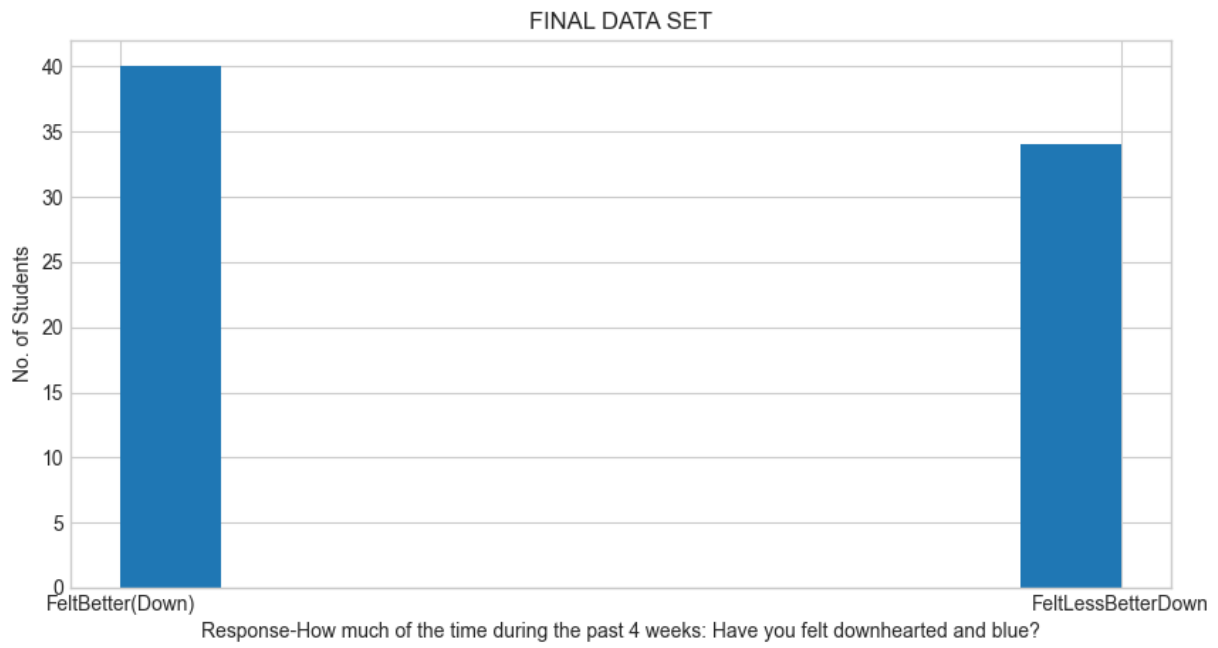 FINAL DATA SET
40
35
30
25
20
15
10
5
0
No. of Students
FeltBetter(Down) FeltLessBetterDown
Response-How much of the time during the past 4 weeks: Have you felt downhearted and blue?